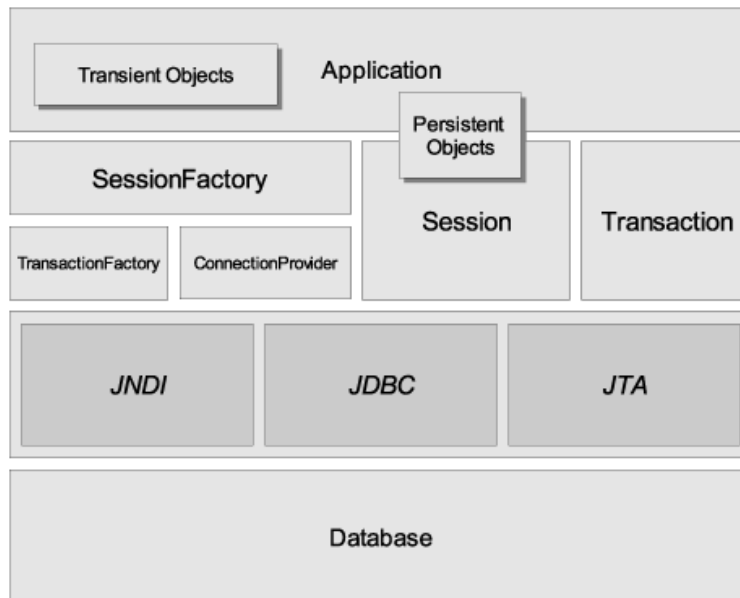 Transient Objects
Application
Persistent
Objects
SessionFactory
Session
Transaction
TransactionFactory
ConnectionProvider
JNDI
JDBC
JTA
Database